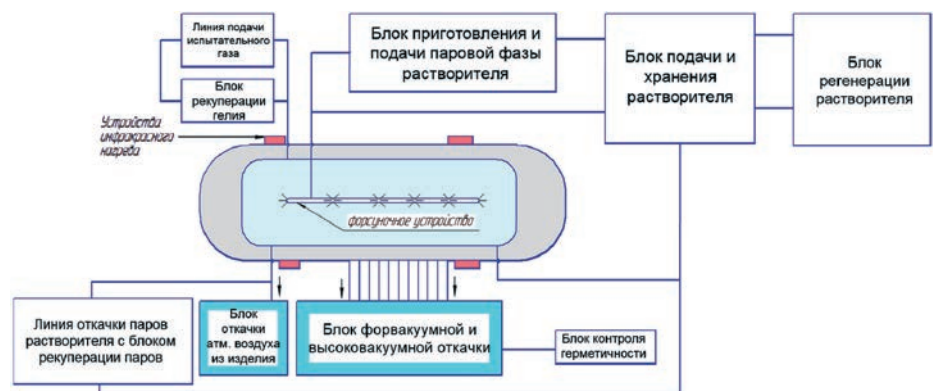 Линия подачи
испытательного
газа
Блок
рекуперации
гелия
Блок приготовления и
подачи паровой фазы
растворителя
Блок подачи и
хранения
растворителя
Блок
регенерации
растворителя
Устройства
инфракрасного
нагрева
форсуночное устройство
Линия откачки паров
растворителя с блоком
рекуперации паров
Блок
откачки
атм. воздуха
из изделия
Блок форвакуумной и
высоковакуумной откачки
Блок контроля
герметичности